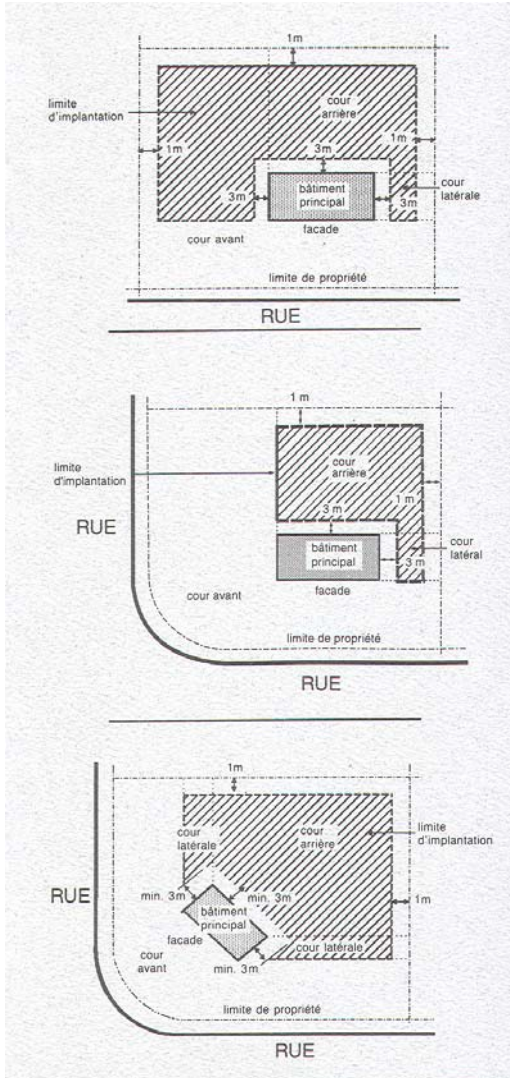 1m
limite
d'implantation
cour
arrière
1m
1m
3m
3m
bâtiment
principal
3m
cour
latérale
cour avant
facade
limite de propriété
RUE
1 m
limite
d'implantation
cour
arrière
1 m
3 m
RUE
bâtiment
principal
cour
latéral
3 m
cour avant
facade
limite de propriété
RUE
1m
cour
latérale
cour
arrière
limite
d'implantation
RUE
min. 3m
min. 3m
1m
bâtiment
principal
facade
cour
avant
cour latérale
min. 3m
limite de propriété
RUE